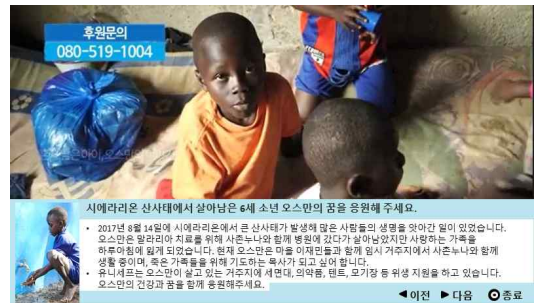 후원문의
080-519-1004
시에라리온 산사태에서 살아남은 6세 소년 오스만의 꿈을 응원해 주세요.
• 2017년 8월 14일에 시에라리온에서 큰 산사태가 발생해 많은 사람들의 생명을 앗아간 일이 있었습니다.
오스만은 말라리아 치료를 위해 사촌누나와 함께 병원에 갔다가 살아남았지만 사랑하는 가족을
하루아침에 잃게 되었습니다. 현재 오스만은 마을 이재민들과 함께 임시 거주지에서 사촌누나와 함께
생활 중이며, 죽은 가족들을 위해 기도하는 목사가 되고 싶어 합니다.
• 유니세프는 오스만이 살고 있는 거주지에 세면대, 의약품, 텐트, 모기장 등 위생 지원을 하고 있습니다.
오스만의 건강과 꿈을 함께 응원해주세요.
◀ 이전 ▶ 다음 종료